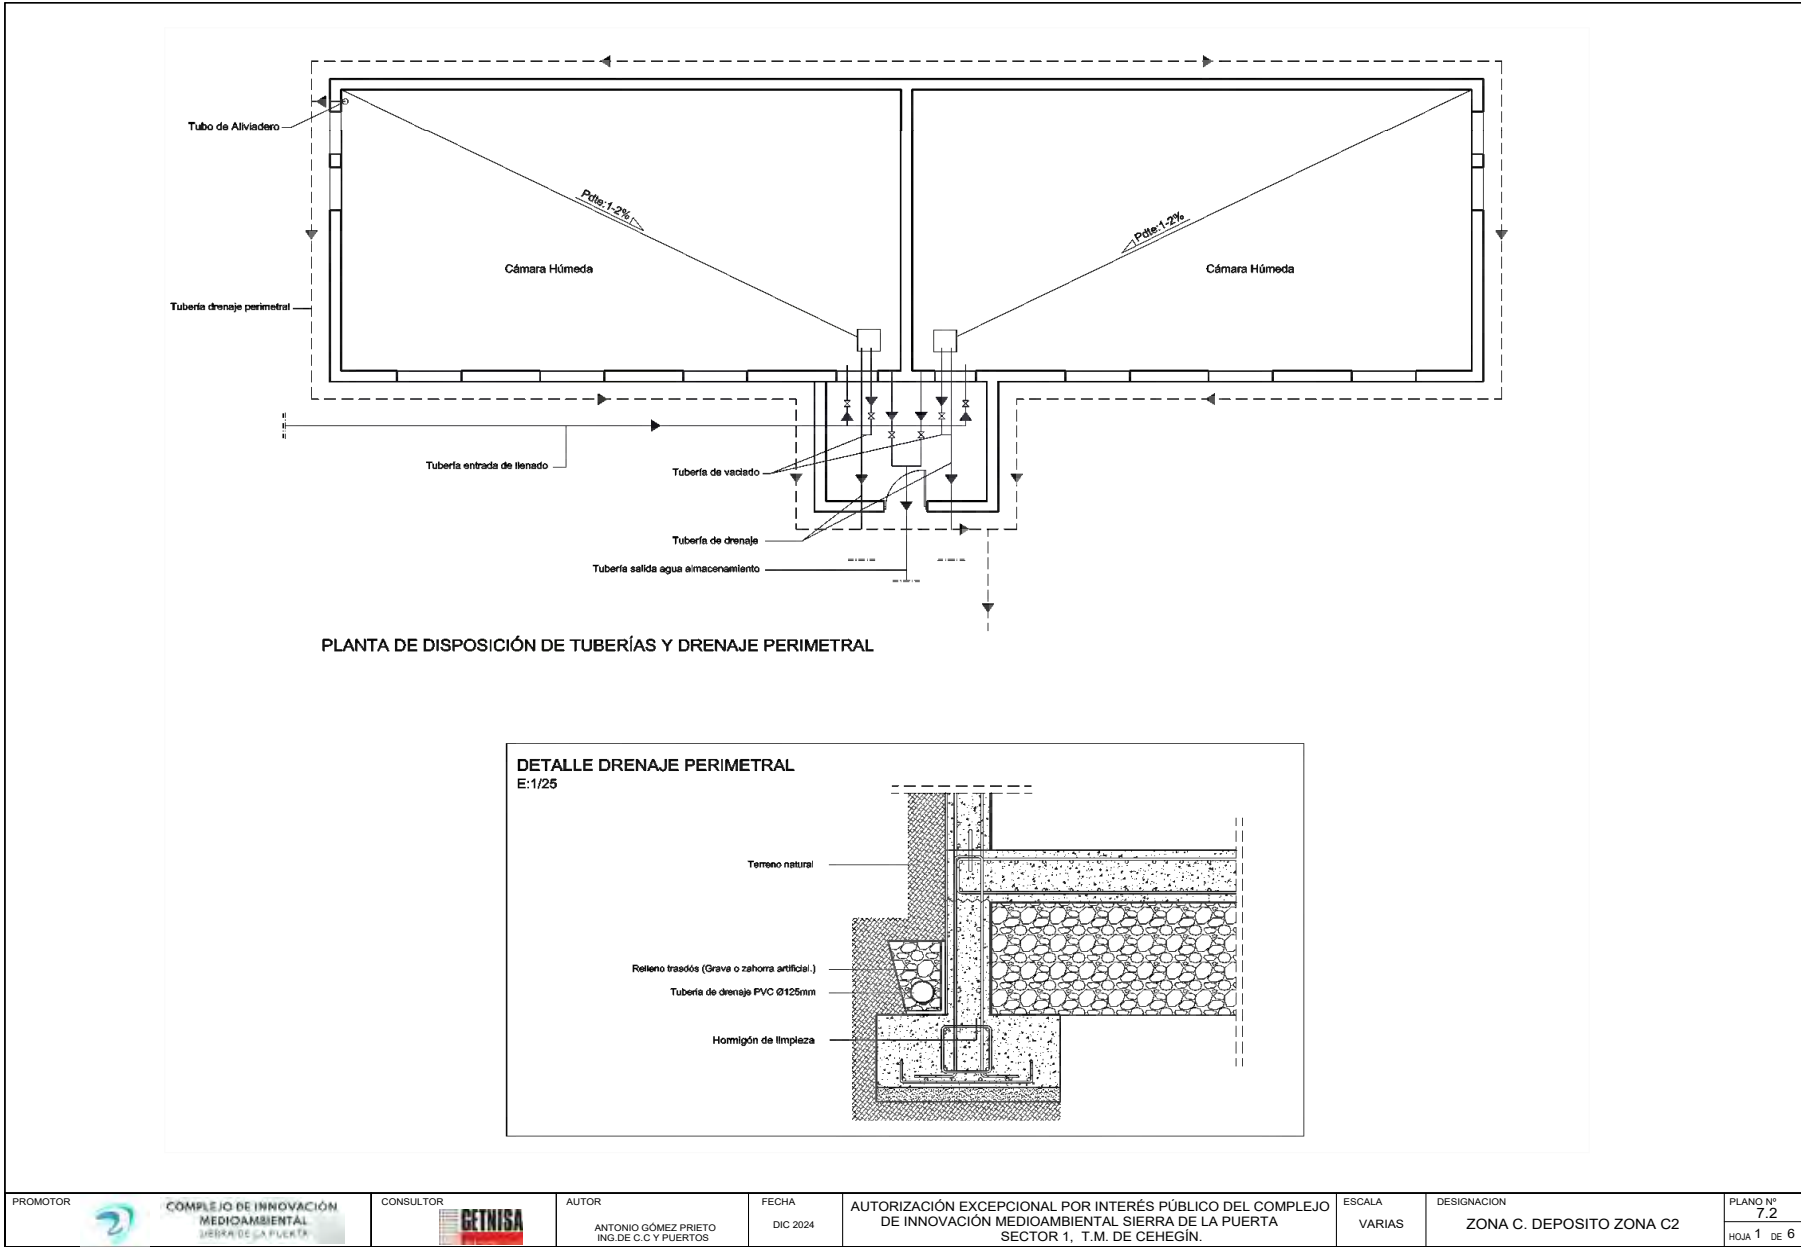 Tubo de Aliviadero
Pdte:1-2%
Pdte:1-2%
Cámara Húmeda
Cámara Húmeda
Tubería drenaje perimetral
Tubería entrada de llenado
Tubería de vaciado
Tubería de drenaje
Tubería salida agua almacenamiento
PLANTA DE DISPOSICIÓN DE TUBERÍAS Y DRENAJE PERIMETRAL
DETALLE DRENAJE PERIMETRAL
E:1/25
Terreno natural
Relleno trasdós (Grava o zahorra artificial.)
Tubería de drenaje PVC Ø125mm
Hormigón de limpieza
PROMOTOR
COMPLEJO DE INNOVACIÓN
MEDIOAMBIENTAL
SIERRA DE LA PUERTA
CONSULTOR
GETNISA
AUTOR
ANTONIO GÓMEZ PRIETO
ING.DE C.C Y PUERTOS
FECHA
DIC 2024
AUTORIZACIÓN EXCEPCIONAL POR INTERÉS PÚBLICO DEL COMPLEJO
DE INNOVACIÓN MEDIOAMBIENTAL SIERRA DE LA PUERTA
SECTOR 1, T.M. DE CEHEGÍN.
ESCALA
VARIAS
DESIGNACION
ZONA C. DEPOSITO ZONA C2
PLANO Nº
7.2
HOJA 1 DE 6